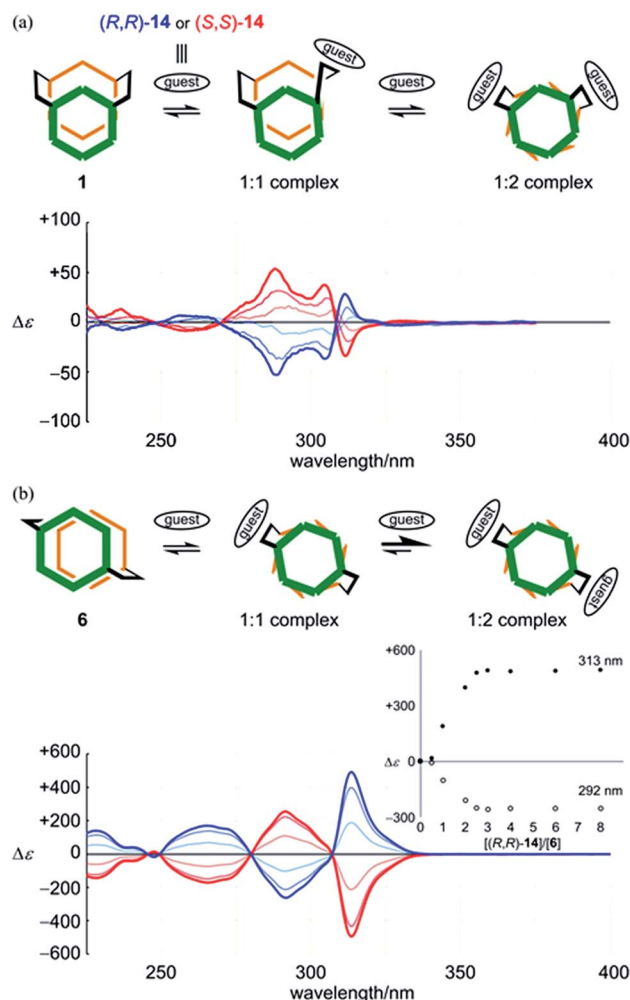 (a)
(R,R)-14 or (S,S)-14
guest guest guest guest guest
1 1:1 complex 1:2 complex
+100
+50
Δε 0
−50
−100
250 300 350 400
wavelength/nm
(b)
guest guest guest guest guest
6 1:1 complex 1:2 complex
+600
313 nm
+300
Δε 0
292 nm
−300
0 1 2 3 4 6 8
[(R,R)-14]/[6]
+600
+400
+200
Δε 0
−200
−400
−600
250 300 350 400
wavelength/nm